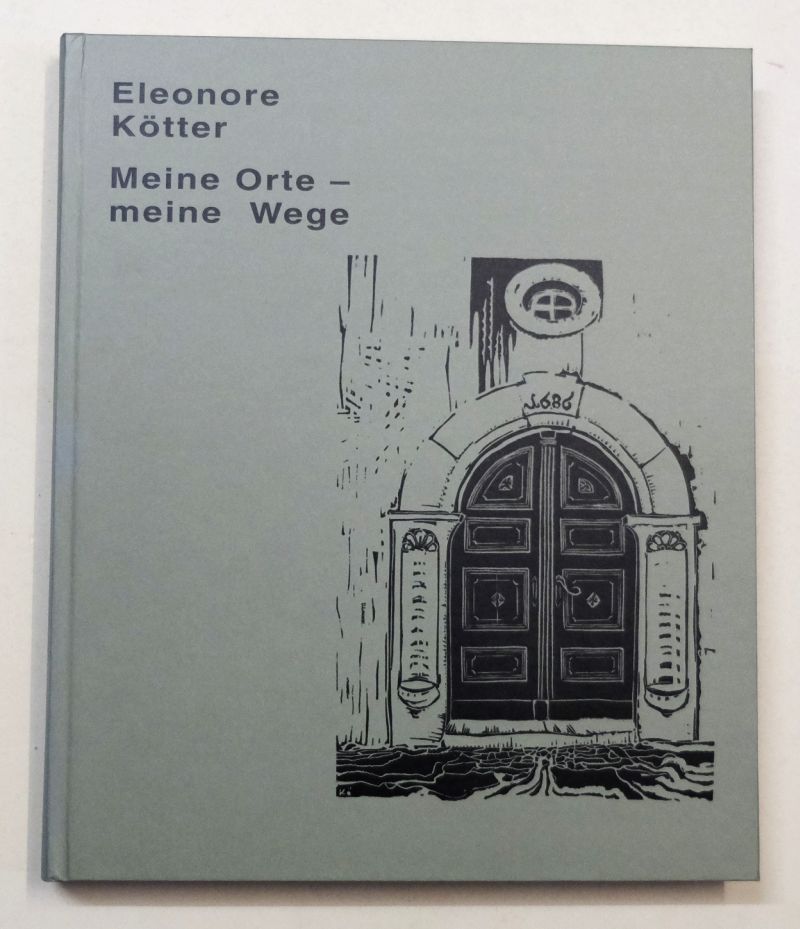 Eleonore
Kötter
Meine Orte –
meine Wege
1686